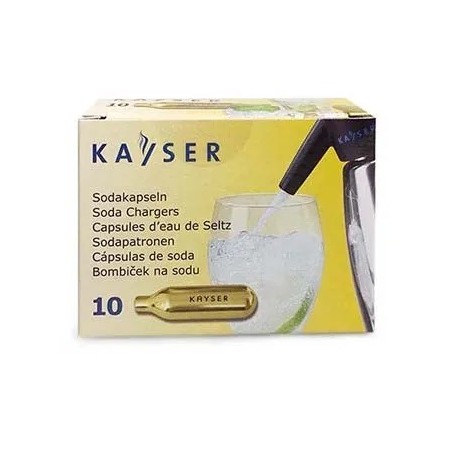 10
KAYSER
KAYSER
Sodakapseln
Soda Chargers
Capsules d'eau de Seltz
Sodapatronen
Cápsulas de soda
Bombiček na sodu
10
KAYSER